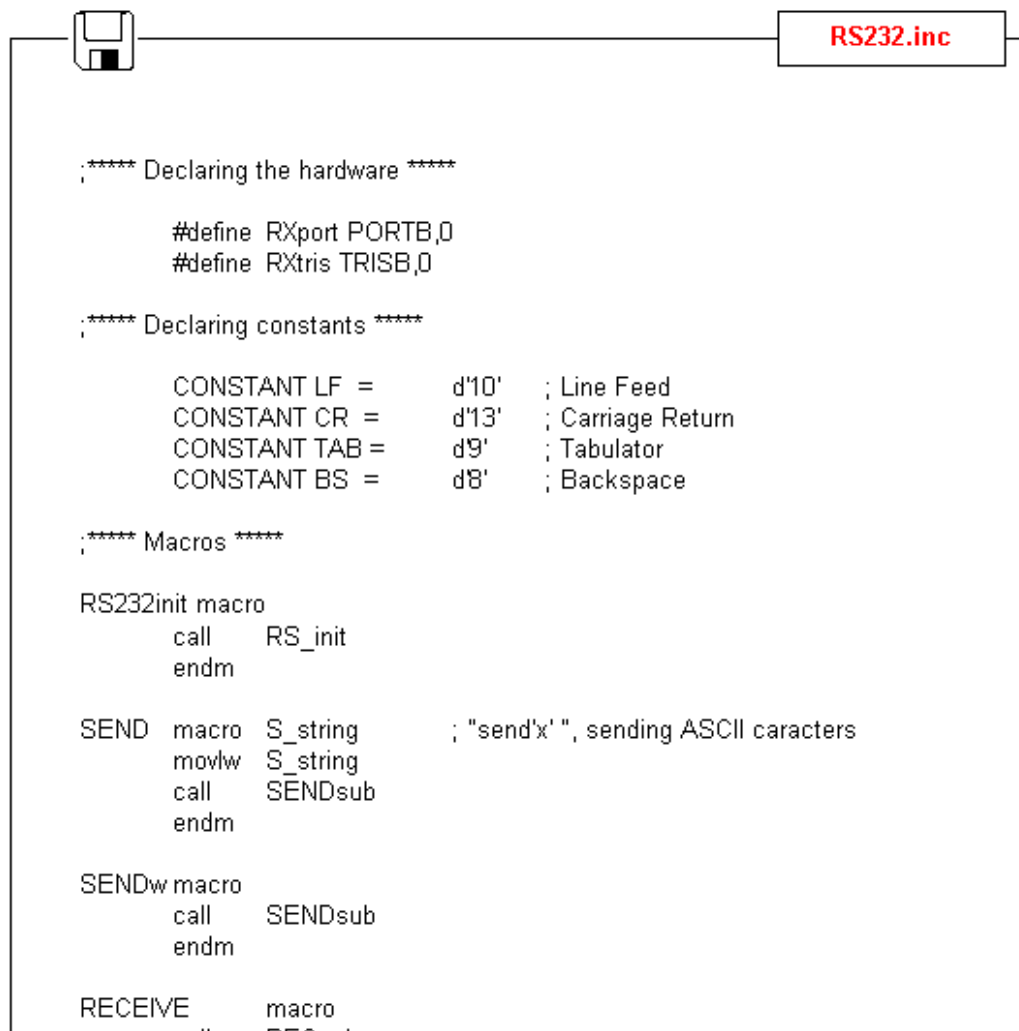 RS232.inc
;***** Declaring the hardware *****
#define RXport PORTB,0
#define RXtris TRISB,0
;***** Declaring constants *****
CONSTANT LF = d'10' ; Line Feed
CONSTANT CR = d'13' ; Carriage Return
CONSTANT TAB = d'9' ; Tabulator
CONSTANT BS = d'8' ; Backspace
;***** Macros *****
RS232init macro
call RS_init
endm
SEND macro S_string ; "send'x' ", sending ASCII caracters
movlw S_string
call SENDsub
endm
SENDw macro
call SENDsub
endm
RECEIVE macro